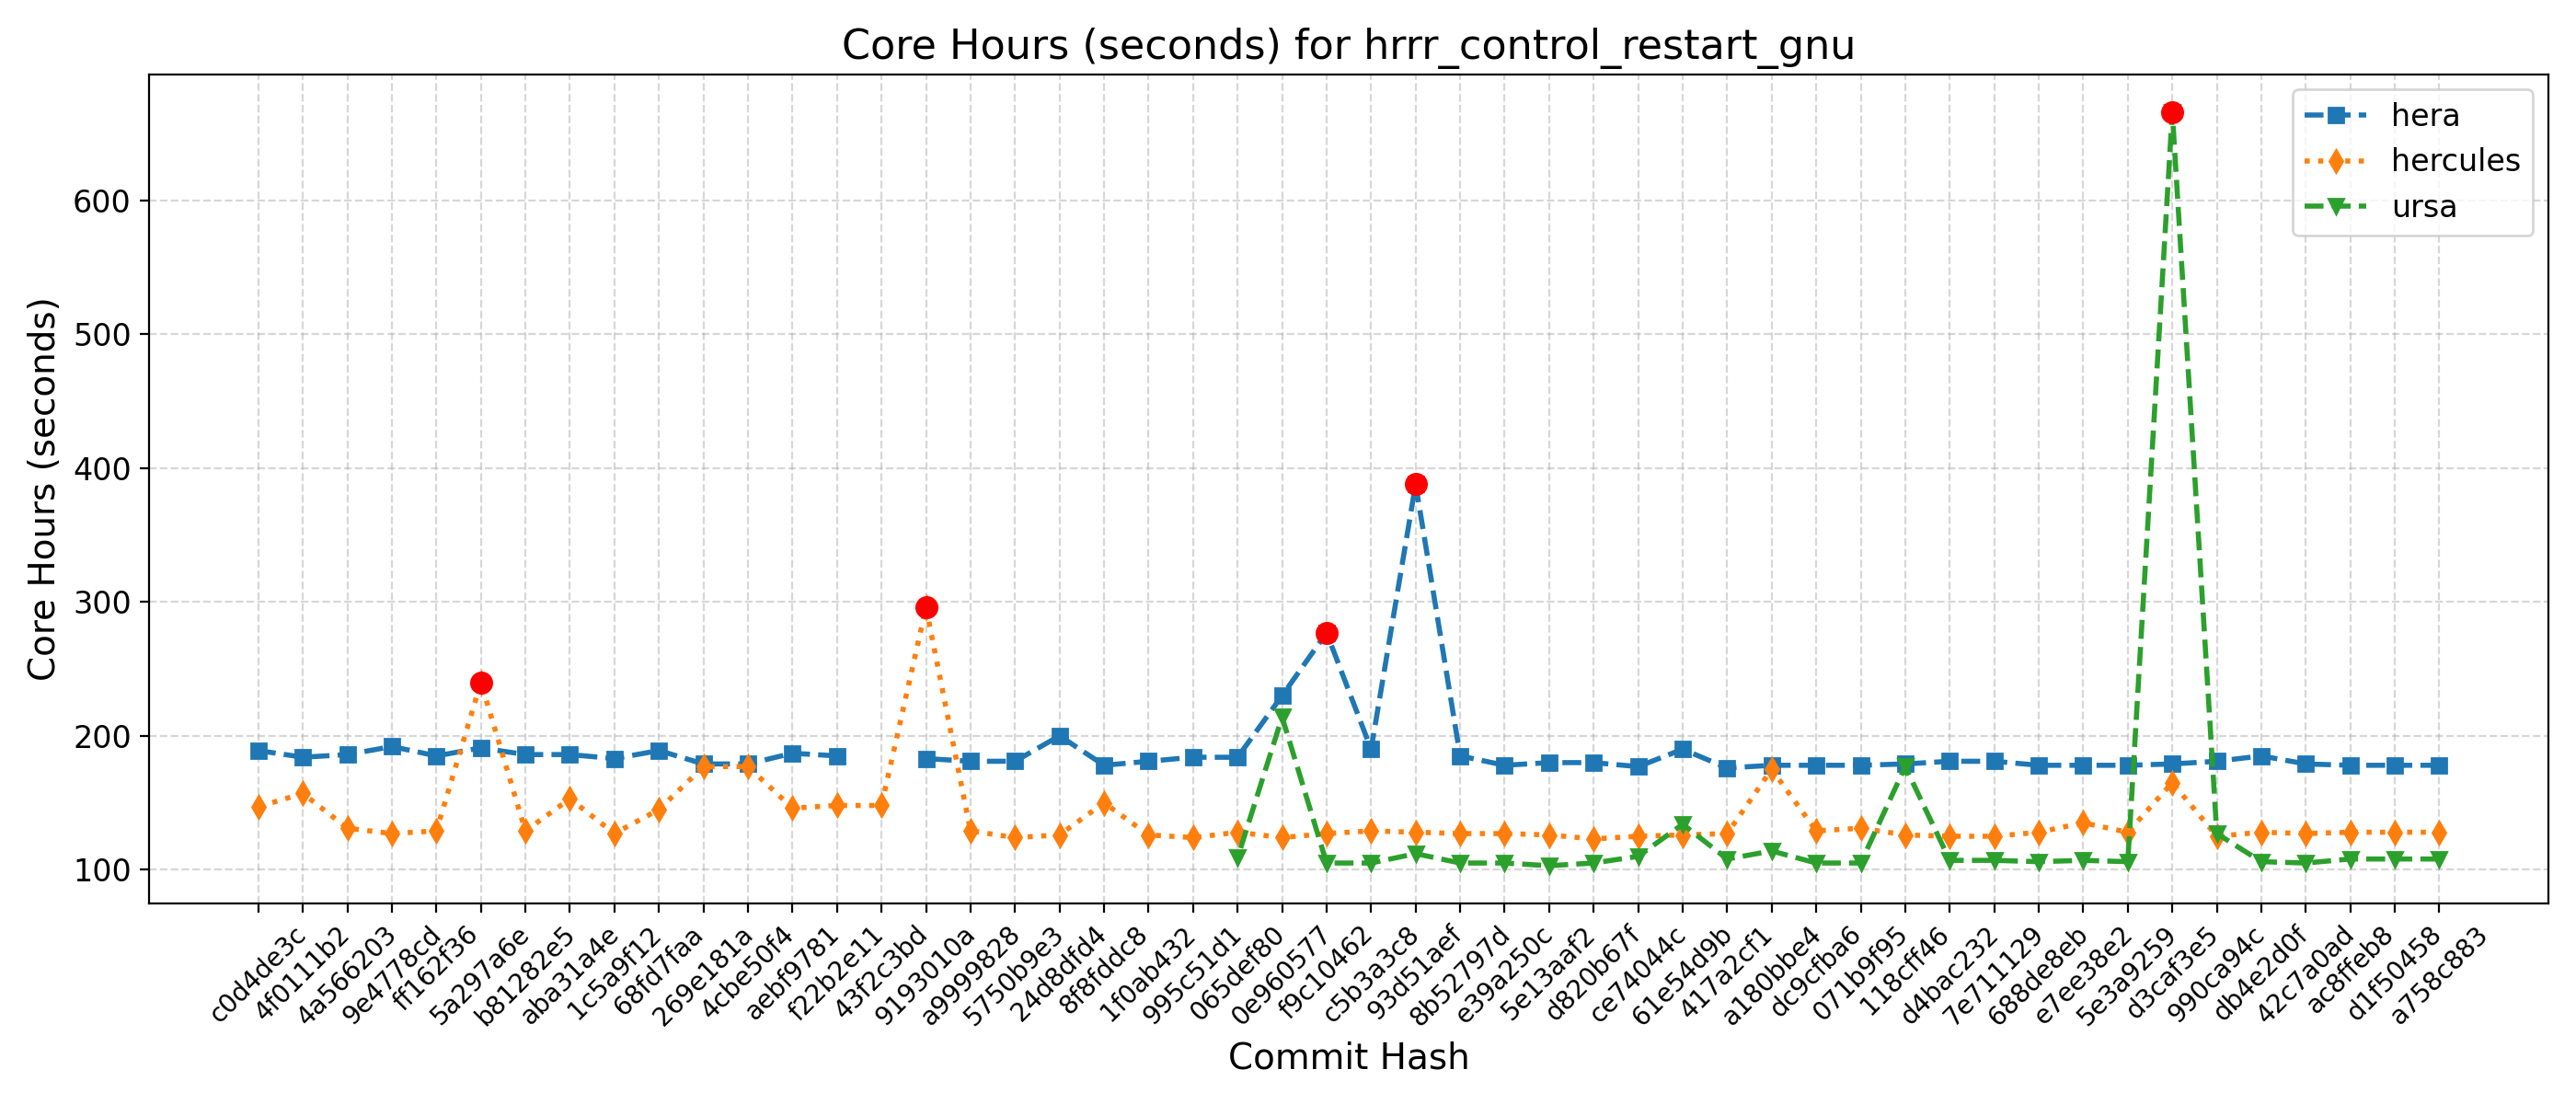 Core Hours (seconds) for hrrr_control_restart_gnu
hera
hercules
ursa
Core Hours (seconds)
600
500
400
300
200
100
c0d4de3c
4f0111b2
4a566203
9e4778cd
ff162f36
5a297a6e
b81282e5
aba31a4e
1c5a9f12
68fd7faa
269e181a
4cbe50f4
aebf9781
f22b2e11
43f2c3bd
9193010a
a9999828
5750b9e3
24d8dfd4
8f8fddc8
1f0ab432
995c51d1
065def80
0e960577
f9c10462
c5b3a3c8
93d51aef
8b52797d
e39a250c
5e13aaf2
d820b67f
ce74044c
61e54d9b
417a2cf1
a180bbe4
dc9cfba6
071b9f95
118cff46
d4bac232
7e711129
688de8eb
e7ee38e2
5e3a9259
d3caf3e5
990ca94c
db4e2d0f
42c7a0ad
ac8ffeb8
d1f50458
a758c883
Commit Hash